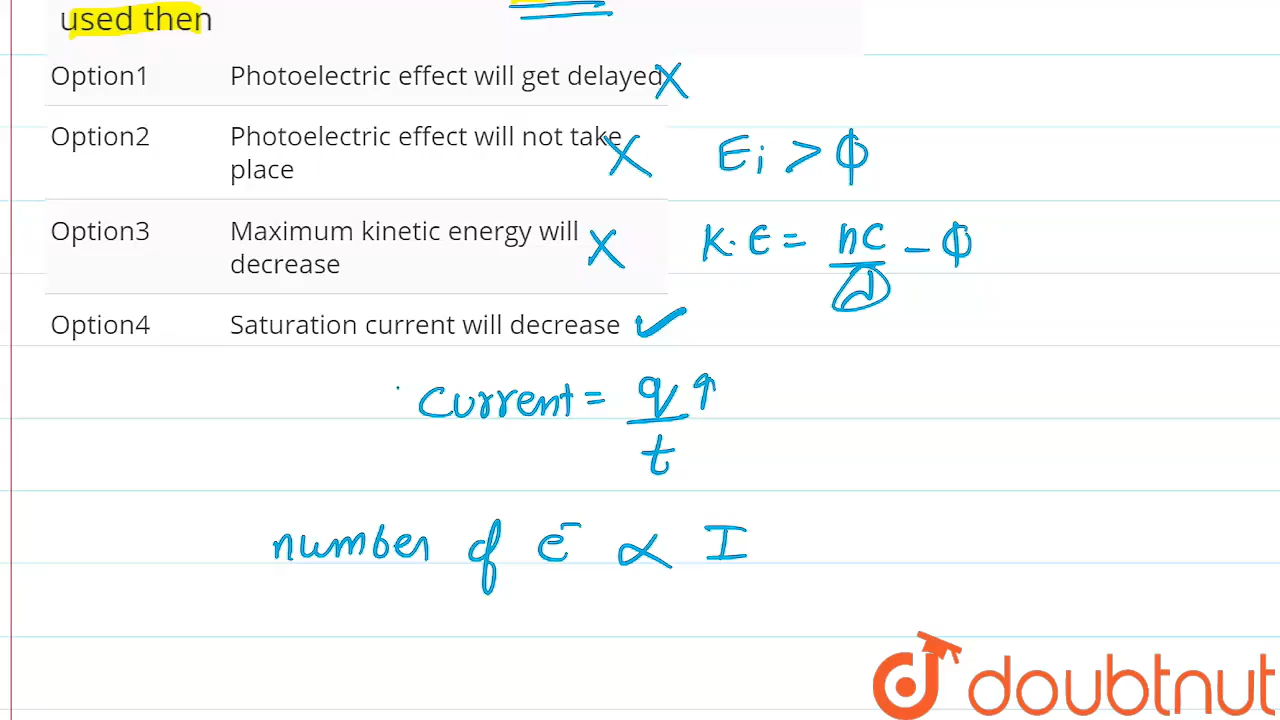 used then
Option1 Photoelectric effect will get delayed X
Option2 Photoelectric effect will not take
place X Ei > ϕ
Option3 Maximum kinetic energy will
decrease X K.E = hc/λ − ϕ
Option4 Saturation current will decrease ✓
Current = q↑/t
number of e⁻ ∝ I
doubtnut